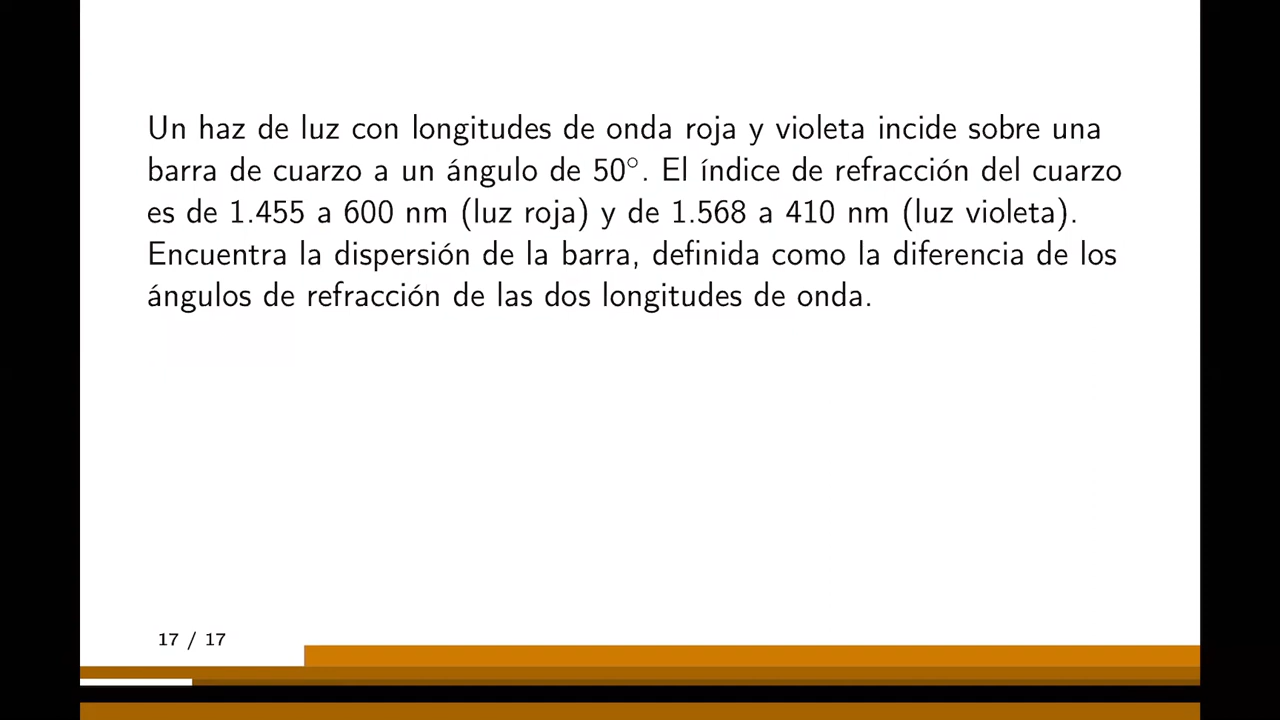 Un haz de luz con longitudes de onda roja y violeta incide sobre una
barra de cuarzo a un ángulo de 50°. El índice de refracción del cuarzo
es de 1.455 a 600 nm (luz roja) y de 1.568 a 410 nm (luz violeta).
Encuentra la dispersión de la barra, definida como la diferencia de los
ángulos de refracción de las dos longitudes de onda.
17 / 17